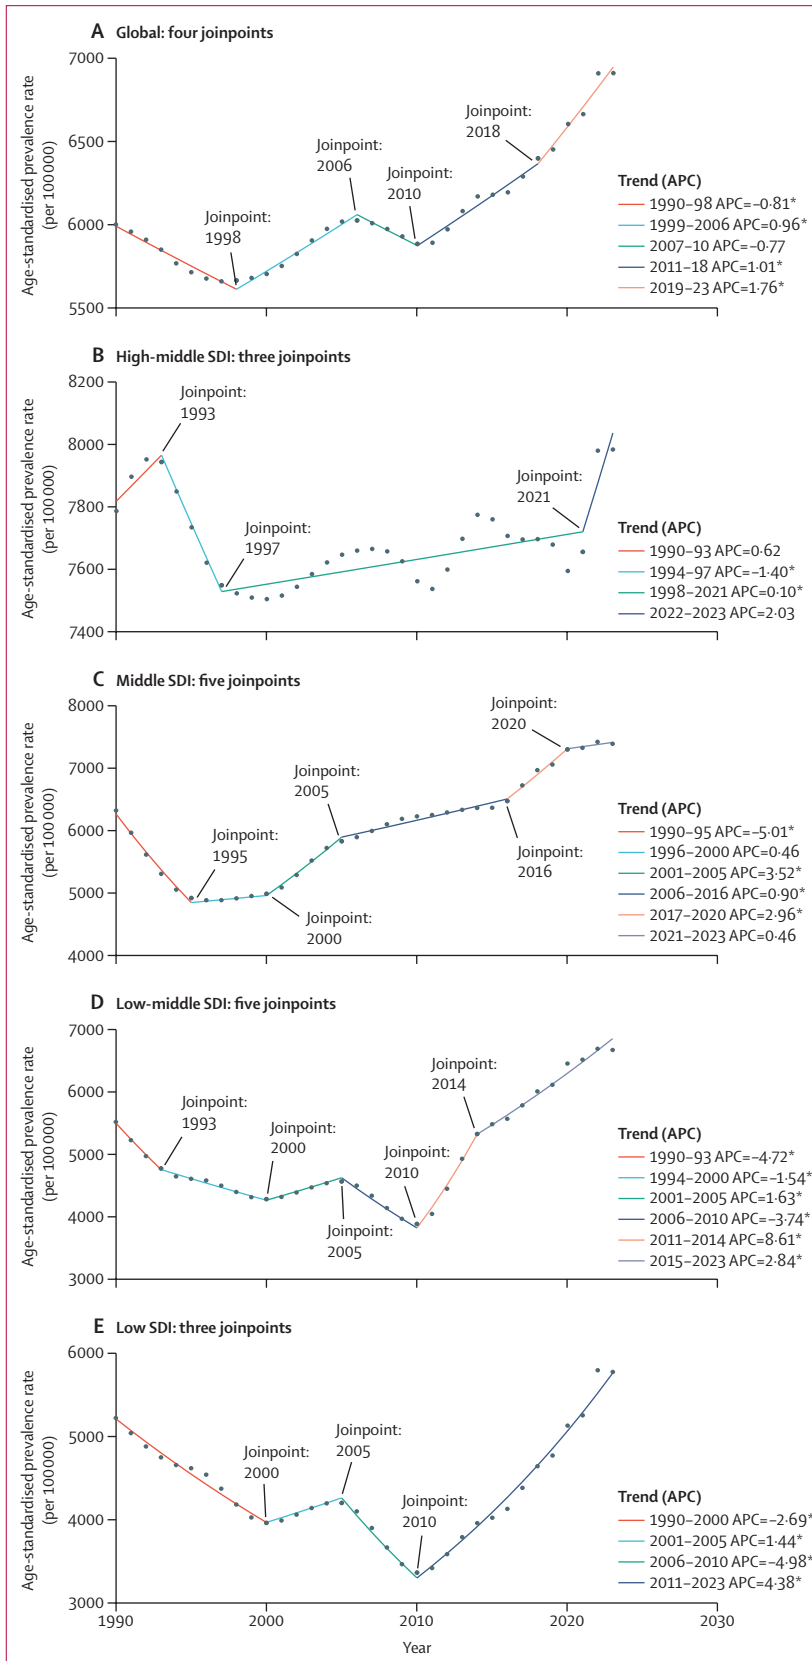 A Global: four joinpoints
Age-standardised prevalence rate
(per 100 000)
7000
6500
6000
5500
Joinpoint:
1998
Joinpoint:
2006
Joinpoint:
2010
Joinpoint:
2018
Trend (APC)
1990–98 APC=–0·81*
1999–2006 APC=0·96*
2007–10 APC=–0·77
2011–18 APC=1·01*
2019–23 APC=1·76*
B High-middle SDI: three joinpoints
Age-standardised prevalence rate
(per 100 000)
8200
8000
7800
7600
7400
Joinpoint:
1993
Joinpoint:
1997
Joinpoint:
2021
Trend (APC)
1990–93 APC=0·62
1994–97 APC=–1·40*
1998–2021 APC=0·10*
2022–2023 APC=2·03
C Middle SDI: five joinpoints
Age-standardised prevalence rate
(per 100 000)
8000
7000
6000
5000
4000
Joinpoint:
1995
Joinpoint:
2000
Joinpoint:
2005
Joinpoint:
2016
Joinpoint:
2020
Trend (APC)
1990–95 APC=–5·01*
1996–2000 APC=0·46
2001–2005 APC=3·52*
2006–2016 APC=0·90*
2017–2020 APC=2·96*
2021–2023 APC=0·46
D Low-middle SDI: five joinpoints
Age-standardised prevalence rate
(per 100 000)
7000
6000
5000
4000
3000
Joinpoint:
1993
Joinpoint:
2000
Joinpoint:
2005
Joinpoint:
2010
Joinpoint:
2014
Trend (APC)
1990–93 APC=–4·72*
1994–2000 APC=–1·54*
2001–2005 APC=1·63*
2006–2010 APC=–3·74*
2011–2014 APC=8·61*
2015–2023 APC=2·84*
E Low SDI: three joinpoints
Age-standardised prevalence rate
(per 100 000)
6000
5000
4000
3000
Joinpoint:
2000
Joinpoint:
2005
Joinpoint:
2010
Trend (APC)
1990–2000 APC=–2·69*
2001–2005 APC=1·44*
2006–2010 APC=–4·98*
2011–2023 APC=4·38*
1990
2000
2010
2020
2030
Year